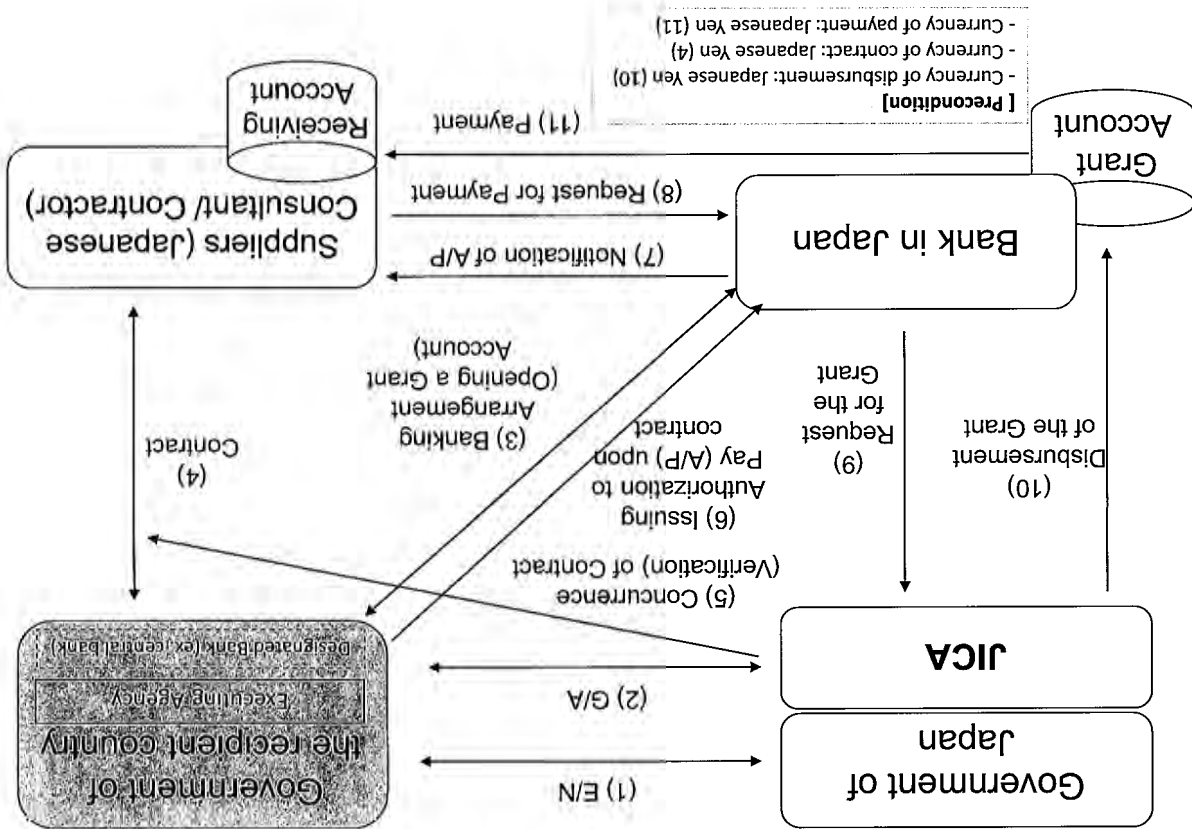 Government of
Japan
JICA
(1) E/N
(2) G/A
Government of
the recipient country
Executing Agency
Designated Bank (ex, central bank)
(5) Concurrence
(Verification) of Contract
(10)
Disbursement
of the Grant
(9)
Request
for the
Grant
(6) Issuing
Authorization to
Pay (A/P) upon
contract
(3) Banking
Arrangement
(Opening a Grant
Account)
(4)
Contract
Bank in Japan
Grant
Account
(7) Notification of A/P
(8) Request for Payment
(11) Payment
Suppliers (Japanese
Consultant/ Contractor)
Receiving
Account
[ Precondition]
- Currency of disbursement: Japanese Yen (10)
- Currency of contract: Japanese Yen (4)
- Currency of payment: Japanese Yen (11)